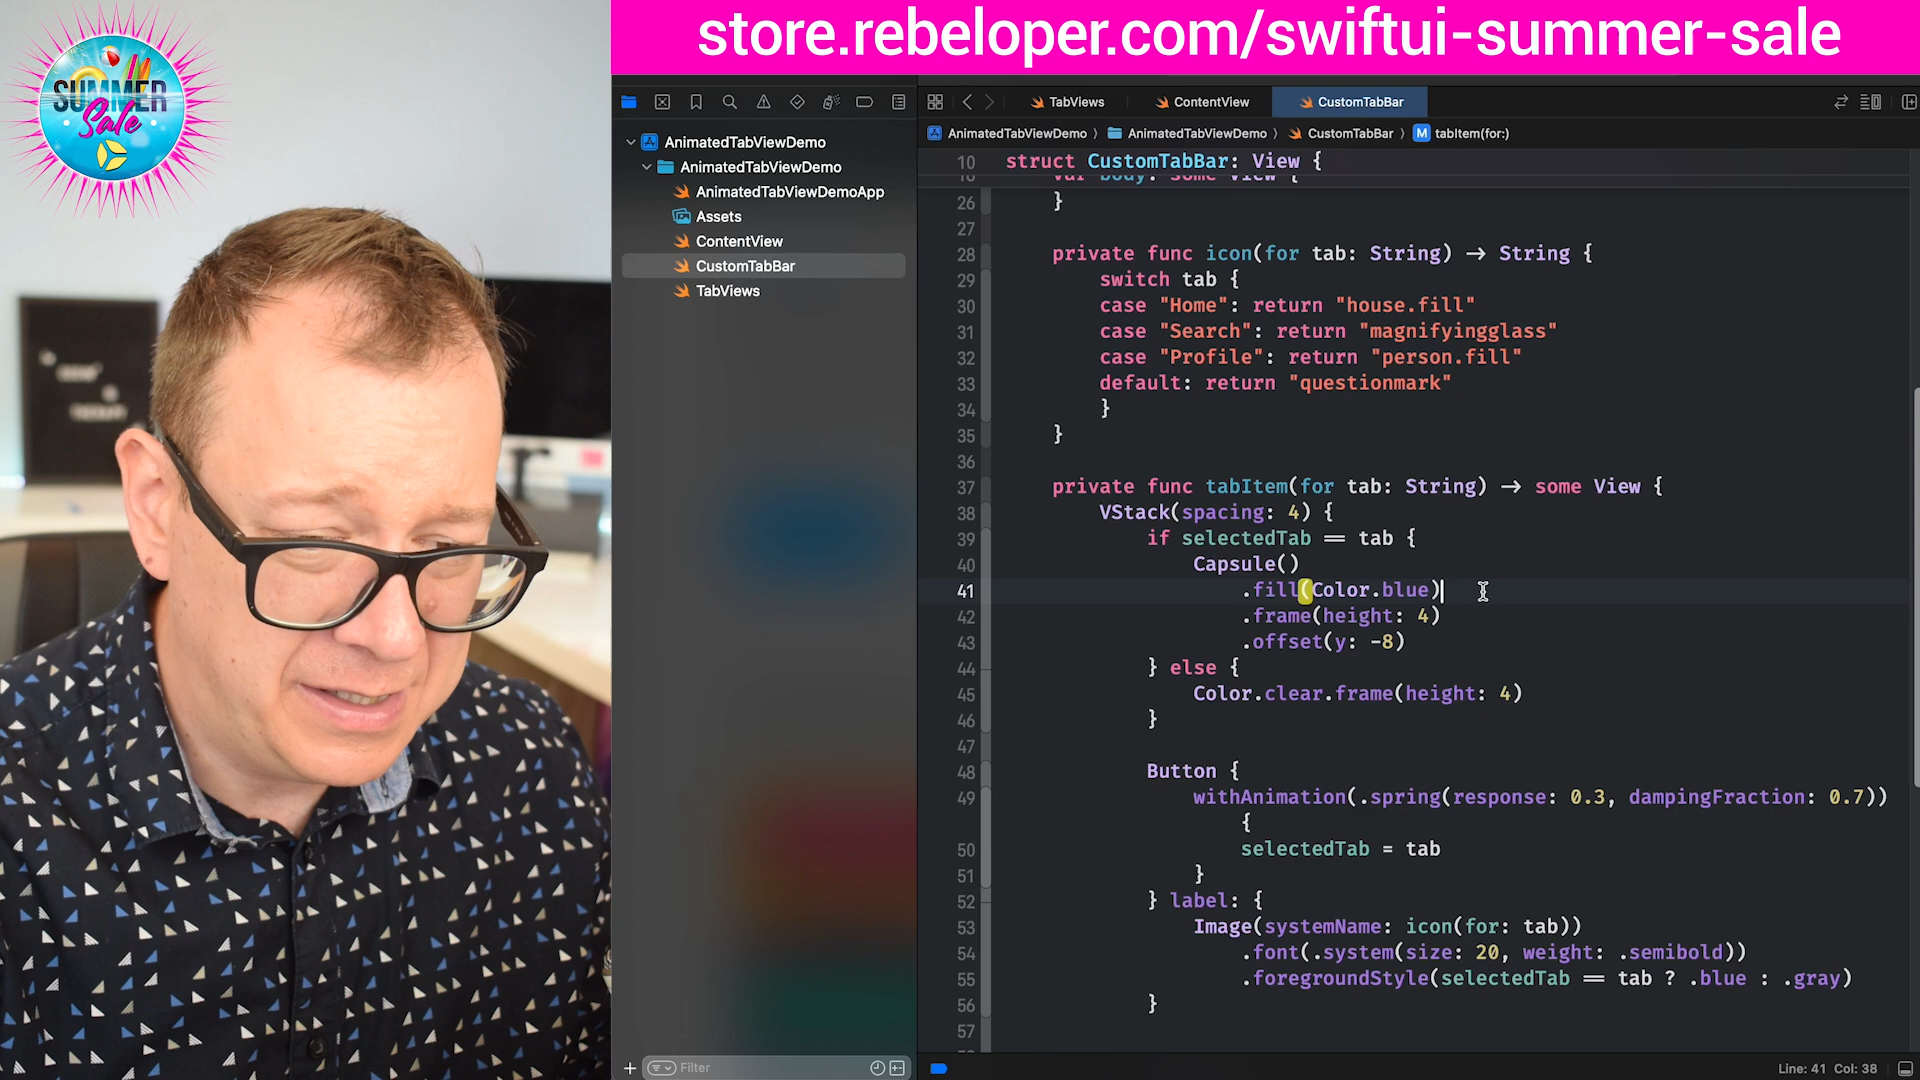 store.rebeloper.com/swiftui-summer-sale
SUMMER
Sale
TabViews
ContentView
CustomTabBar
AnimatedTabViewDemo
AnimatedTabViewDemo
CustomTabBar
M tabItem(for:)
AnimatedTabViewDemo
AnimatedTabViewDemo
AnimatedTabViewDemoApp
Assets
ContentView
CustomTabBar
TabViews
10 struct CustomTabBar: View {
var body: some View {
26 }
27
28 private func icon(for tab: String) -> String {
29 switch tab {
30 case "Home": return "house.fill"
31 case "Search": return "magnifyingglass"
32 case "Profile": return "person.fill"
33 default: return "questionmark"
34 }
35 }
36
37 private func tabItem(for tab: String) -> some View {
38 VStack(spacing: 4) {
39 if selectedTab == tab {
40 Capsule()
41 .fill(Color.blue)
42 .frame(height: 4)
43 .offset(y: -8)
44 } else {
45 Color.clear.frame(height: 4)
46 }
47
48 Button {
49 withAnimation(.spring(response: 0.3, dampingFraction: 0.7))
{
50 selectedTab = tab
51 }
52 } label: {
53 Image(systemName: icon(for: tab))
54 .font(.system(size: 20, weight: .semibold))
55 .foregroundStyle(selectedTab == tab ? .blue : .gray)
56 }
57
Filter
Line: 41 Col: 38